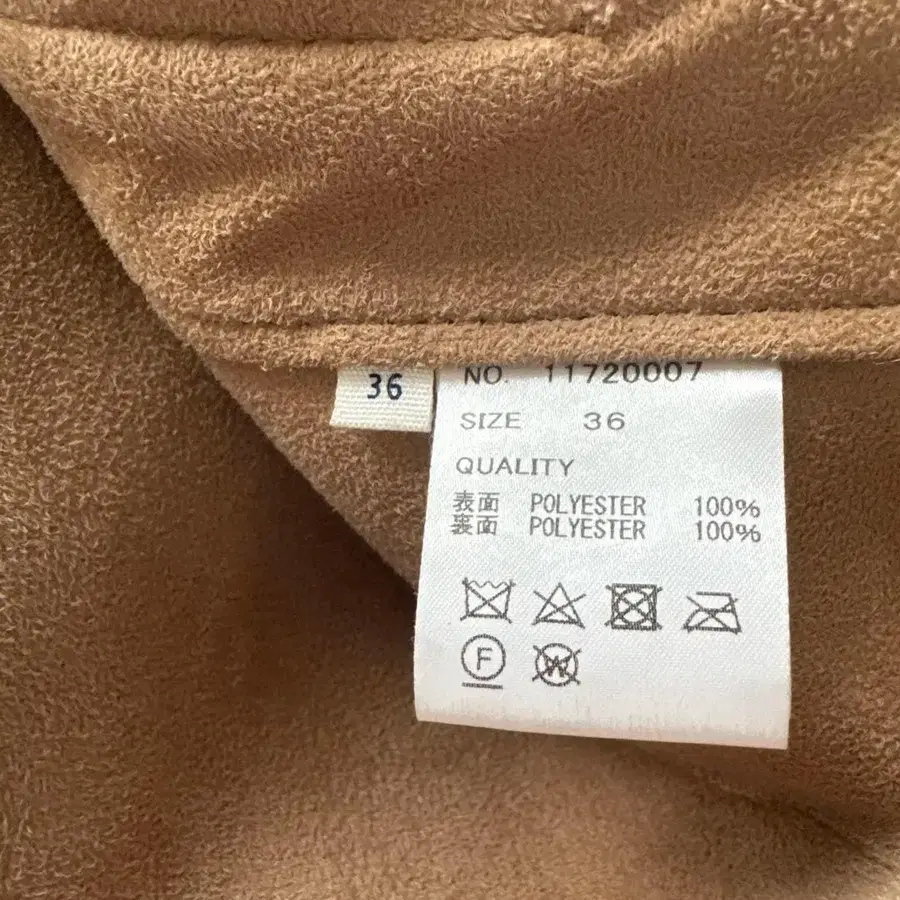 36
NO. 11720007
SIZE 36
QUALITY
表面 POLYESTER 100%
裏面 POLYESTER 100%
F W